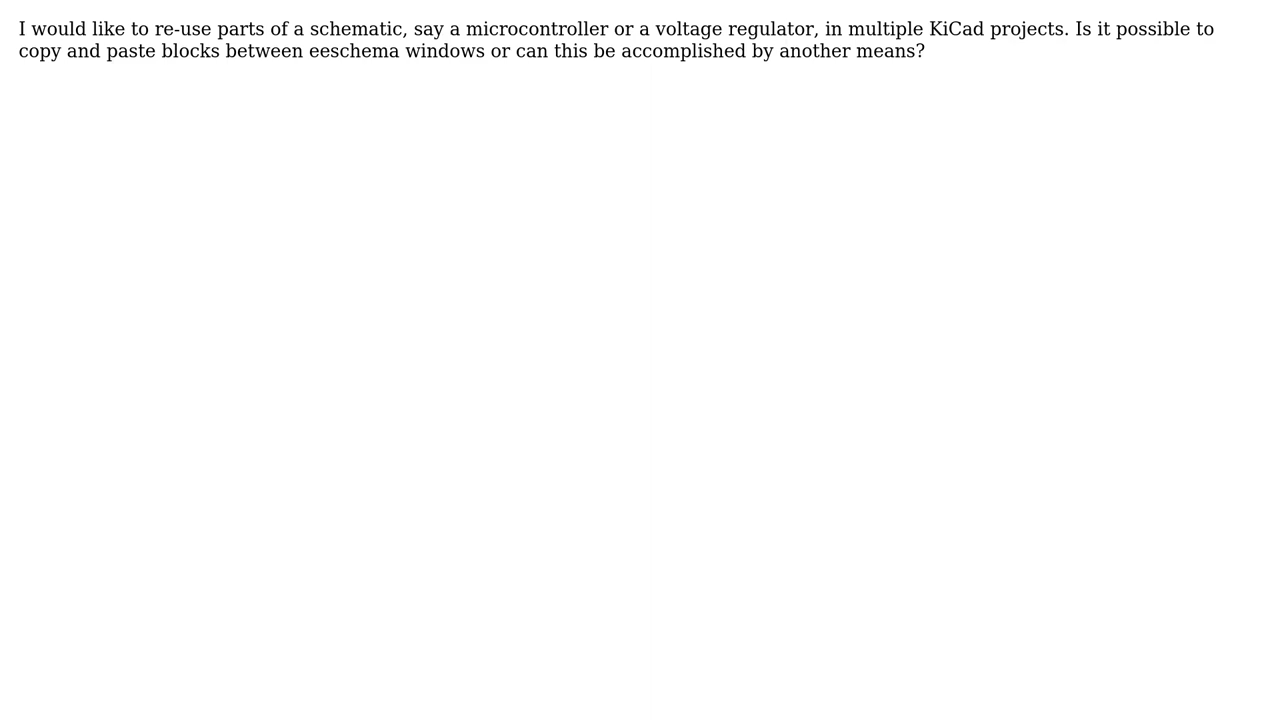 I would like to re-use parts of a schematic, say a microcontroller or a voltage regulator, in multiple KiCad projects. Is it possible to
copy and paste blocks between eeschema windows or can this be accomplished by another means?